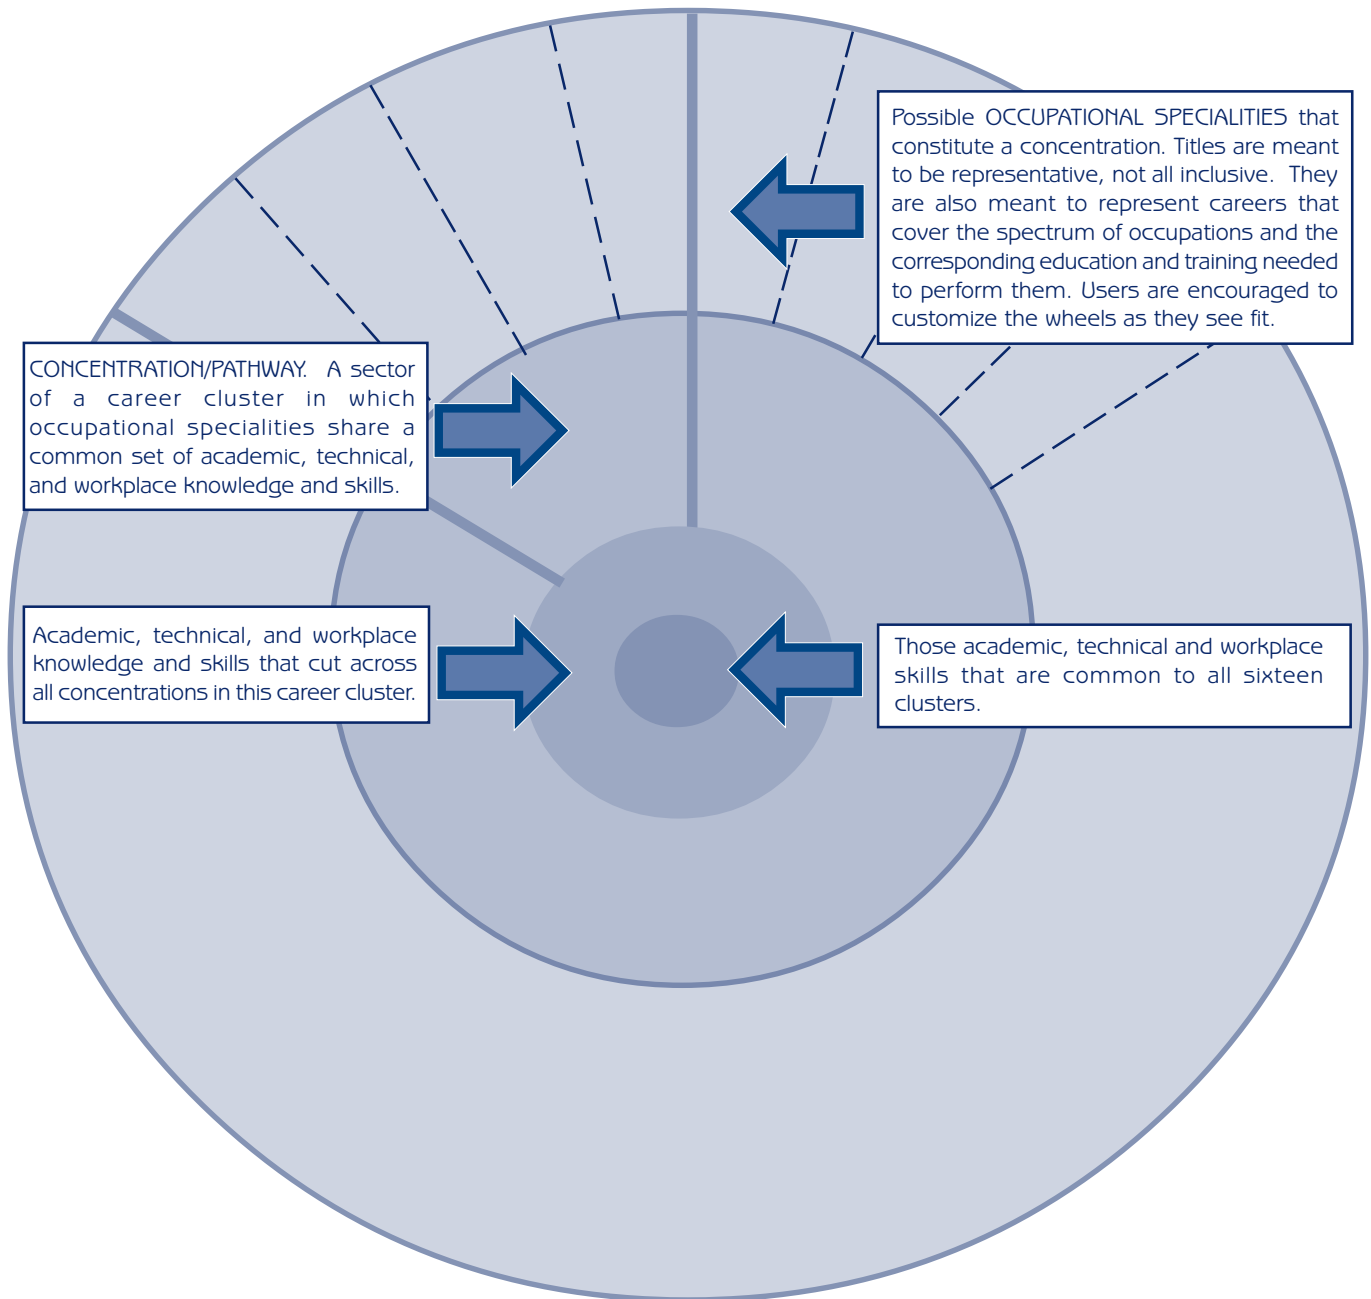 Possible OCCUPATIONAL SPECIALITIES that
constitute a concentration. Titles are meant
to be representative, not all inclusive. They
are also meant to represent careers that
cover the spectrum of occupations and the
corresponding education and training needed
to perform them. Users are encouraged to
customize the wheels as they see fit.
CONCENTRATION/PATHWAY. A sector
of a career cluster in which
occupational specialities share a
common set of academic, technical,
and workplace knowledge and skills.
Academic, technical, and workplace
knowledge and skills that cut across
all concentrations in this career cluster.
Those academic, technical and workplace
skills that are common to all sixteen
clusters.